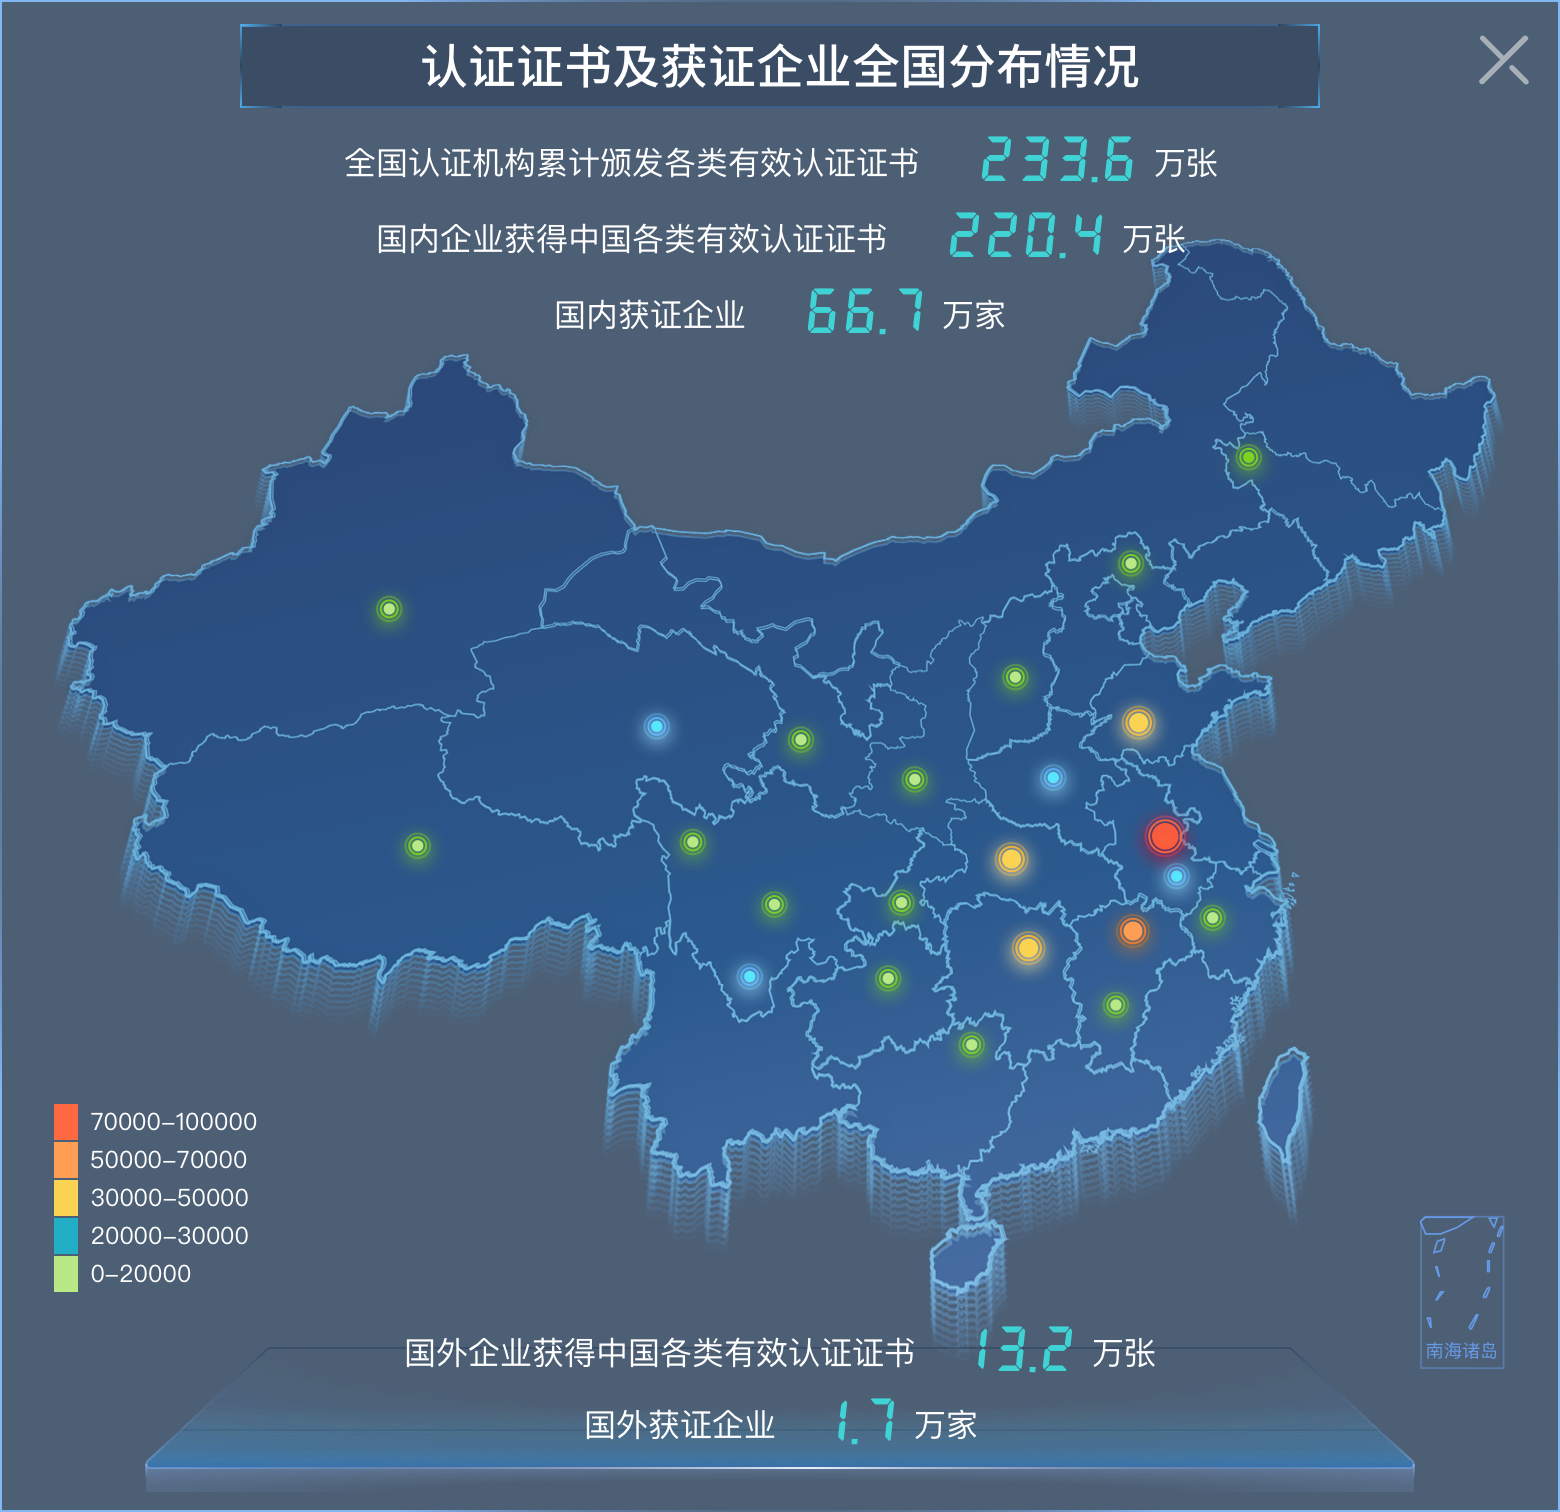 认证证书及获证企业全国分布情况
全国认证机构累计颁发各类有效认证证书 233.6 万张
国内企业获得中国各类有效认证证书 220.4 万张
国内获证企业 66.7 万家
70000–100000
50000–70000
30000–50000
20000–30000
0–20000
南海诸岛
国外企业获得中国各类有效认证证书 13.2 万张
国外获证企业 1.7 万家